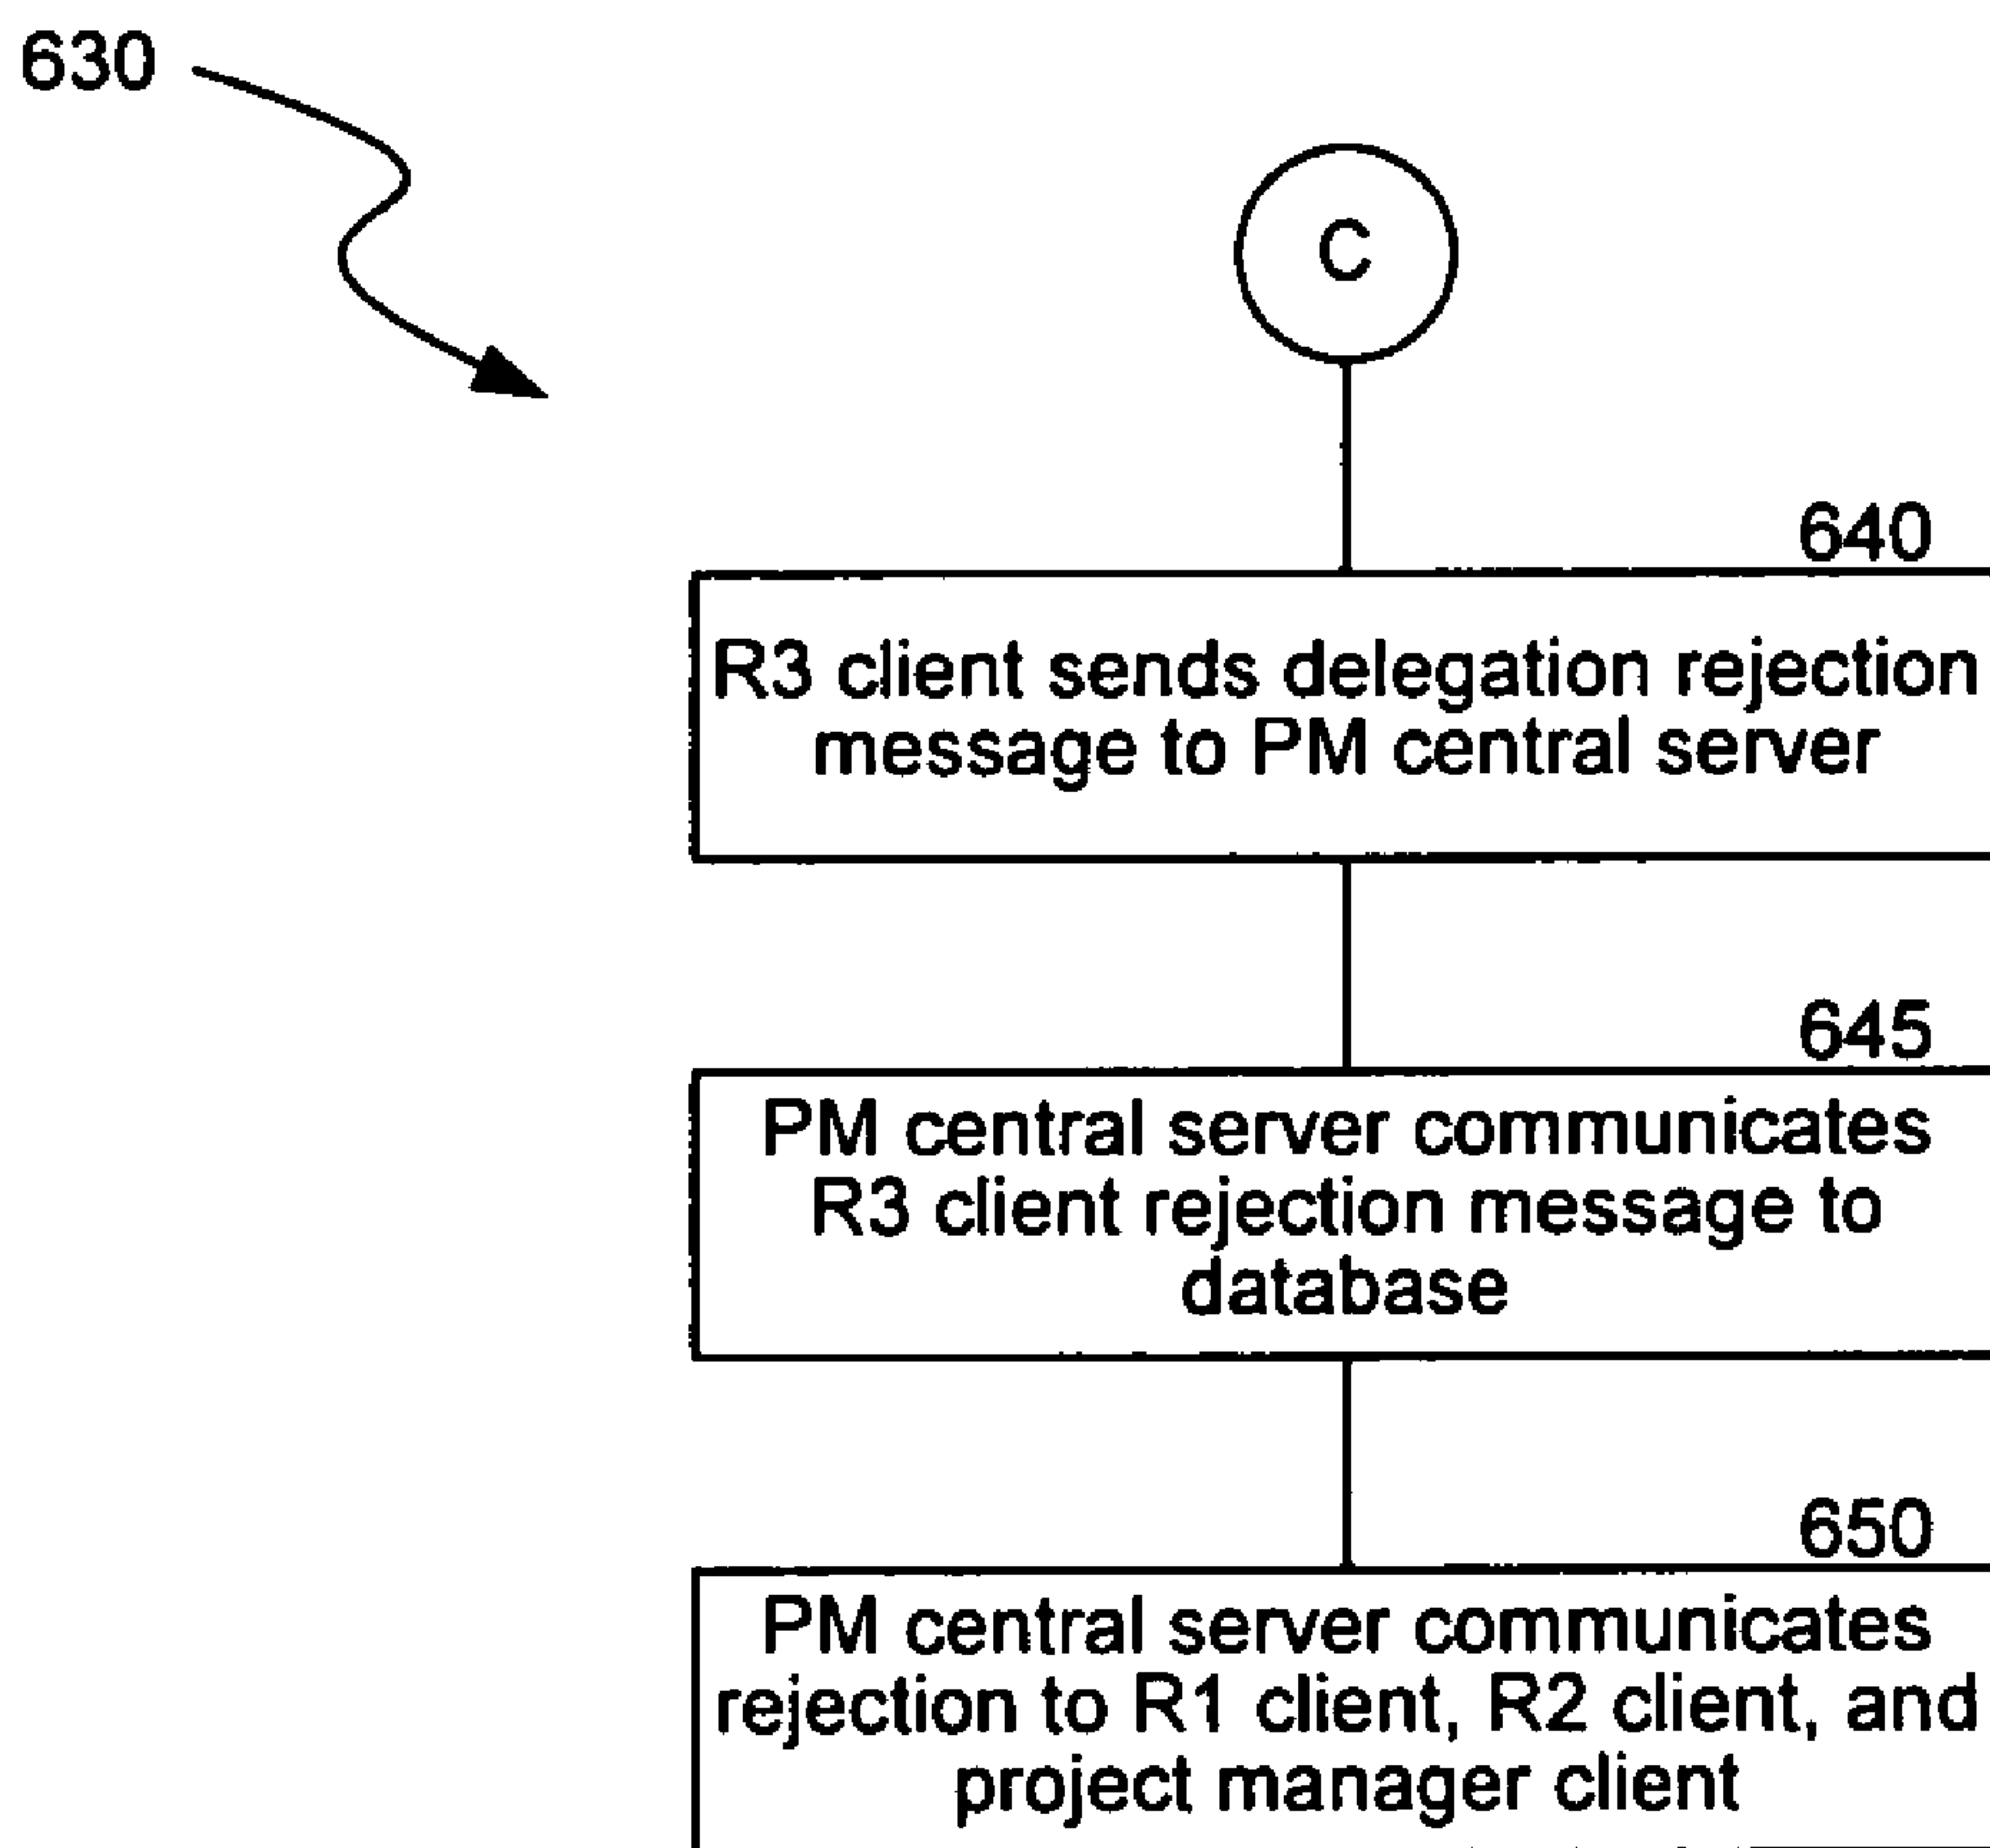 630
C
640
R3 client sends delegation rejection
message to PM central server
645
PM central server communicates
R3 client rejection message to
database
650
PM central server communicates
rejection to R1 client, R2 client, and
project manager client